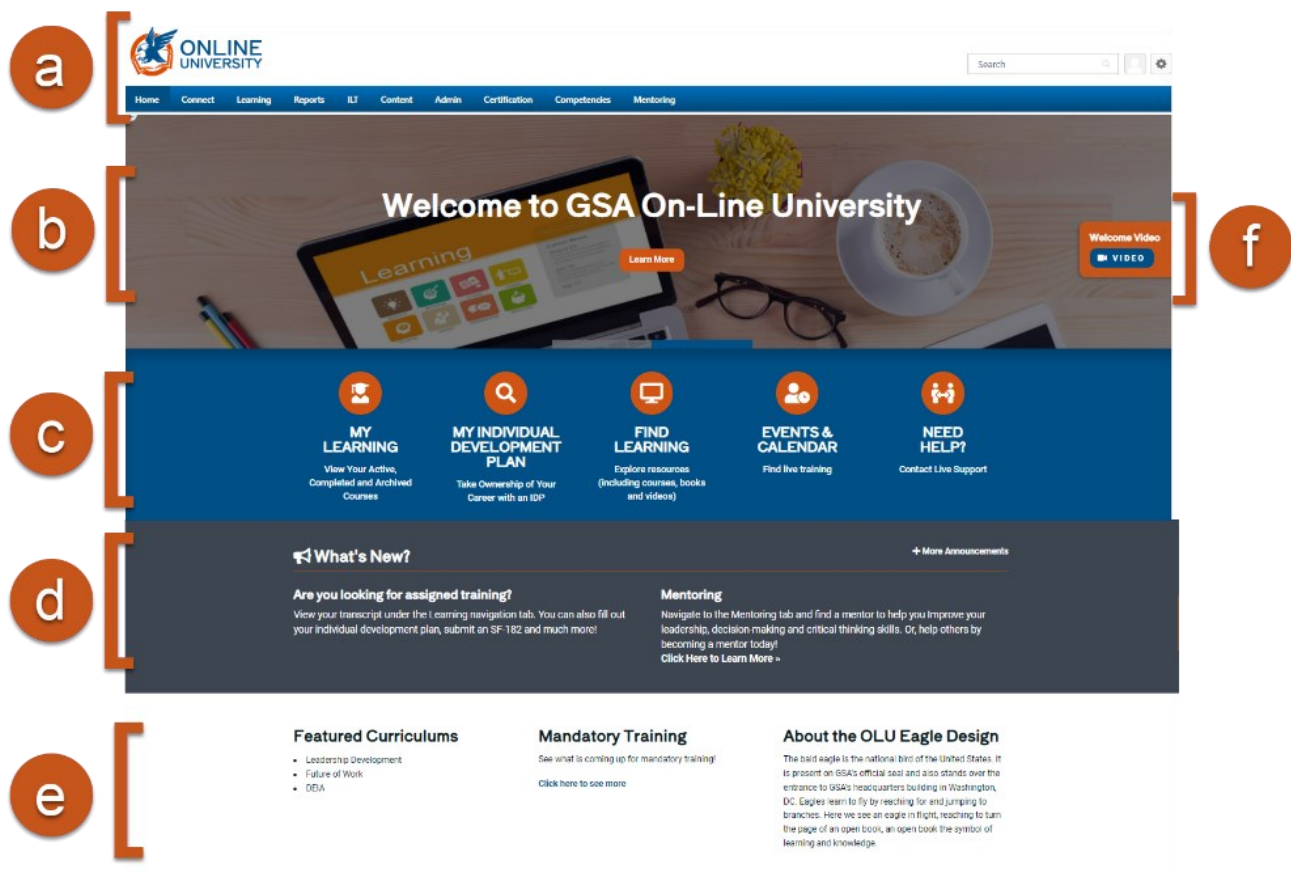 a
ONLINE
UNIVERSITY
Search
Home Connect Learning Reports ILT Content Admin Certification Competencies Mentoring
b
Welcome to GSA On-Line University
Learning
Learn More
Welcome Video
VIDEO
f
c
MY
LEARNING
View Your Active,
Completed and Archived
Courses
MY INDIVIDUAL
DEVELOPMENT
PLAN
Take Ownership of Your
Career with an IDP
FIND
LEARNING
Explore resources
(including courses, books
and videos)
EVENTS &
CALENDAR
Find live training
NEED
HELP?
Contact Live Support
d
What's New?
+ More Announcements
Are you looking for assigned training?
View your transcript under the Learning navigation tab. You can also fill out
your individual development plan, submit an SF-182 and much more!
Mentoring
Navigate to the Mentoring tab and find a mentor to help you Improve your
leadership, decision-making and critical thinking skills. Or, help others by
becoming a mentor today!
Click Here to Learn More »
e
Featured Curriculums
• Leadership Development
• Future of Work
• DEIA
Mandatory Training
See what is coming up for mandatory training!
Click here to see more
About the OLU Eagle Design
The bald eagle is the national bird of the United States. It
is present on GSA's official seal and also stands over the
entrance to GSA's headquarters building in Washington,
DC. Eagles learn to fly by reaching for and jumping to
branches. Here we see an eagle in flight, reaching to turn
the page of an open book, an open book the symbol of
learning and knowledge.